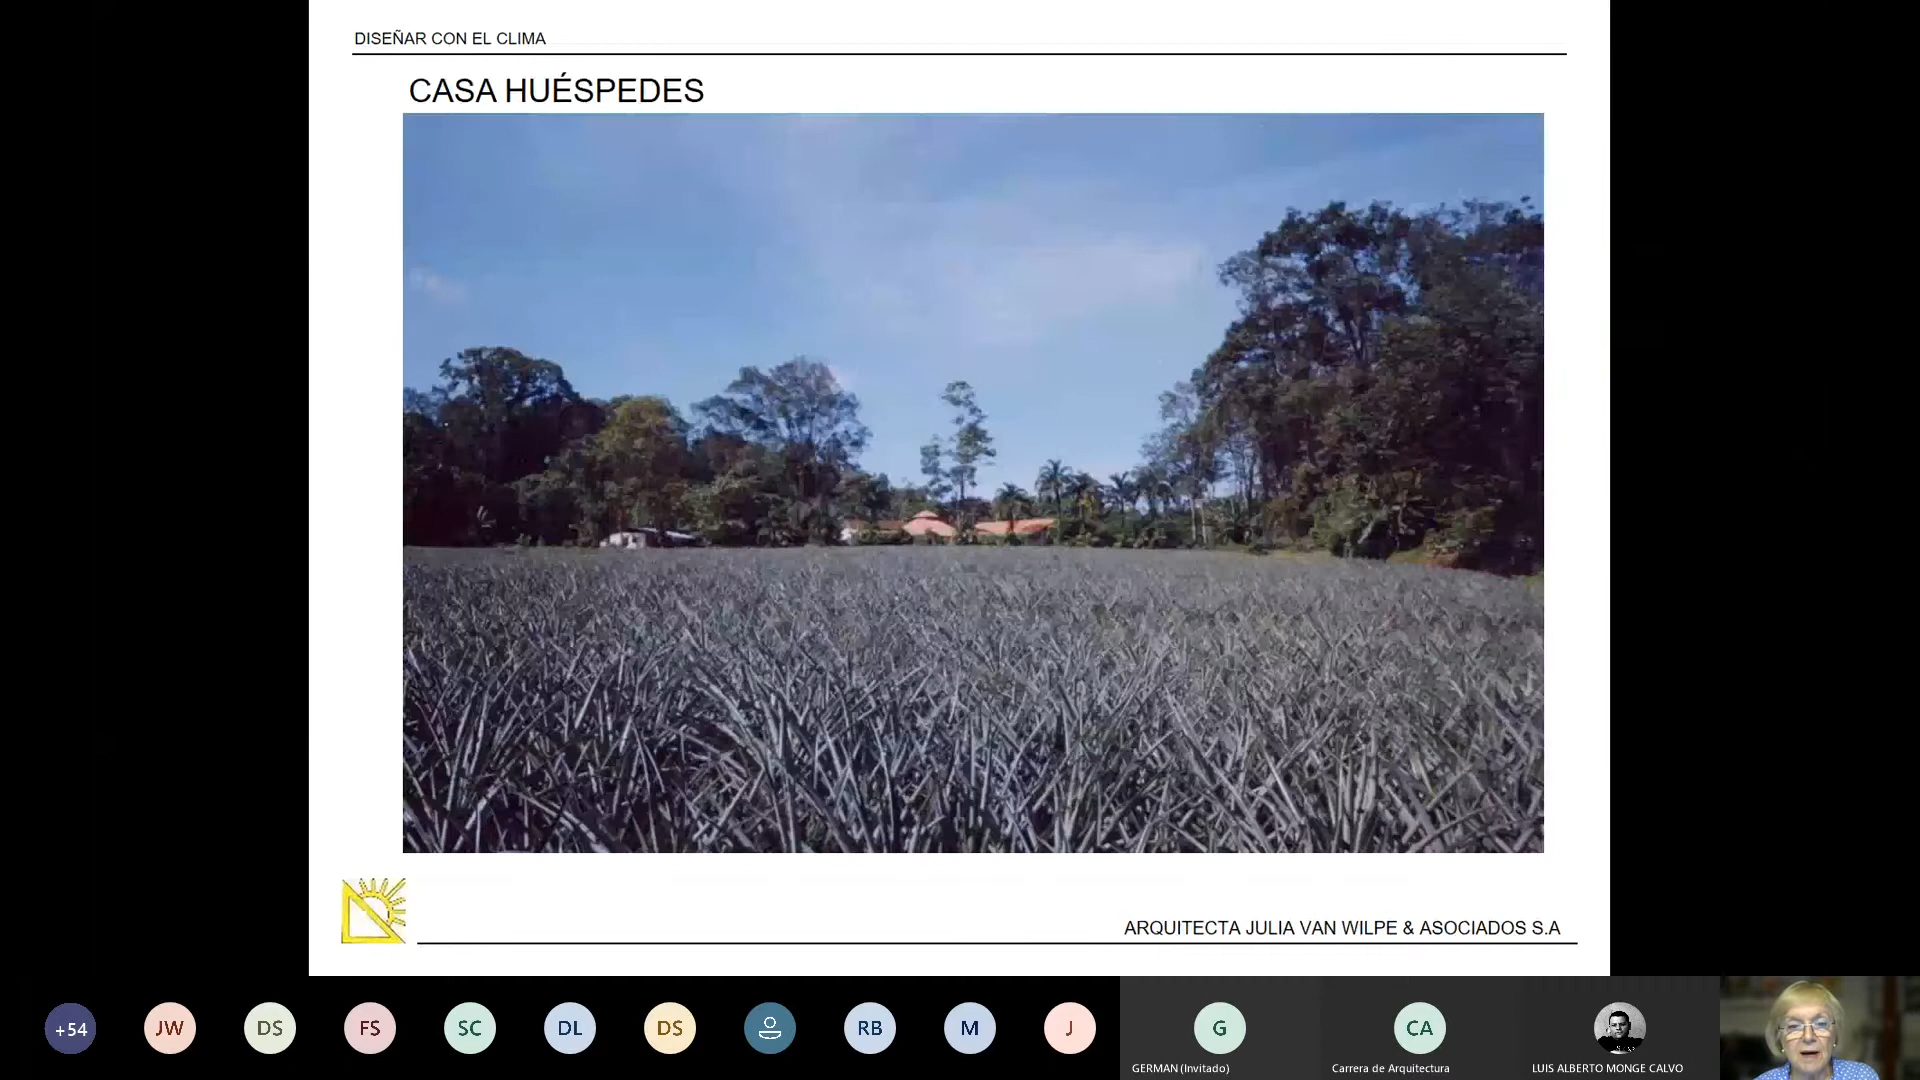 DISEÑAR CON EL CLIMA
CASA HUÉSPEDES
ARQUITECTA JULIA VAN WILPE & ASOCIADOS S.A
+54
JW
DS
FS
SC
DL
DS
RB
M
J
G
CA
GERMAN (Invitado)
Carrera de Arquitectura
LUIS ALBERTO MONGE CALVO